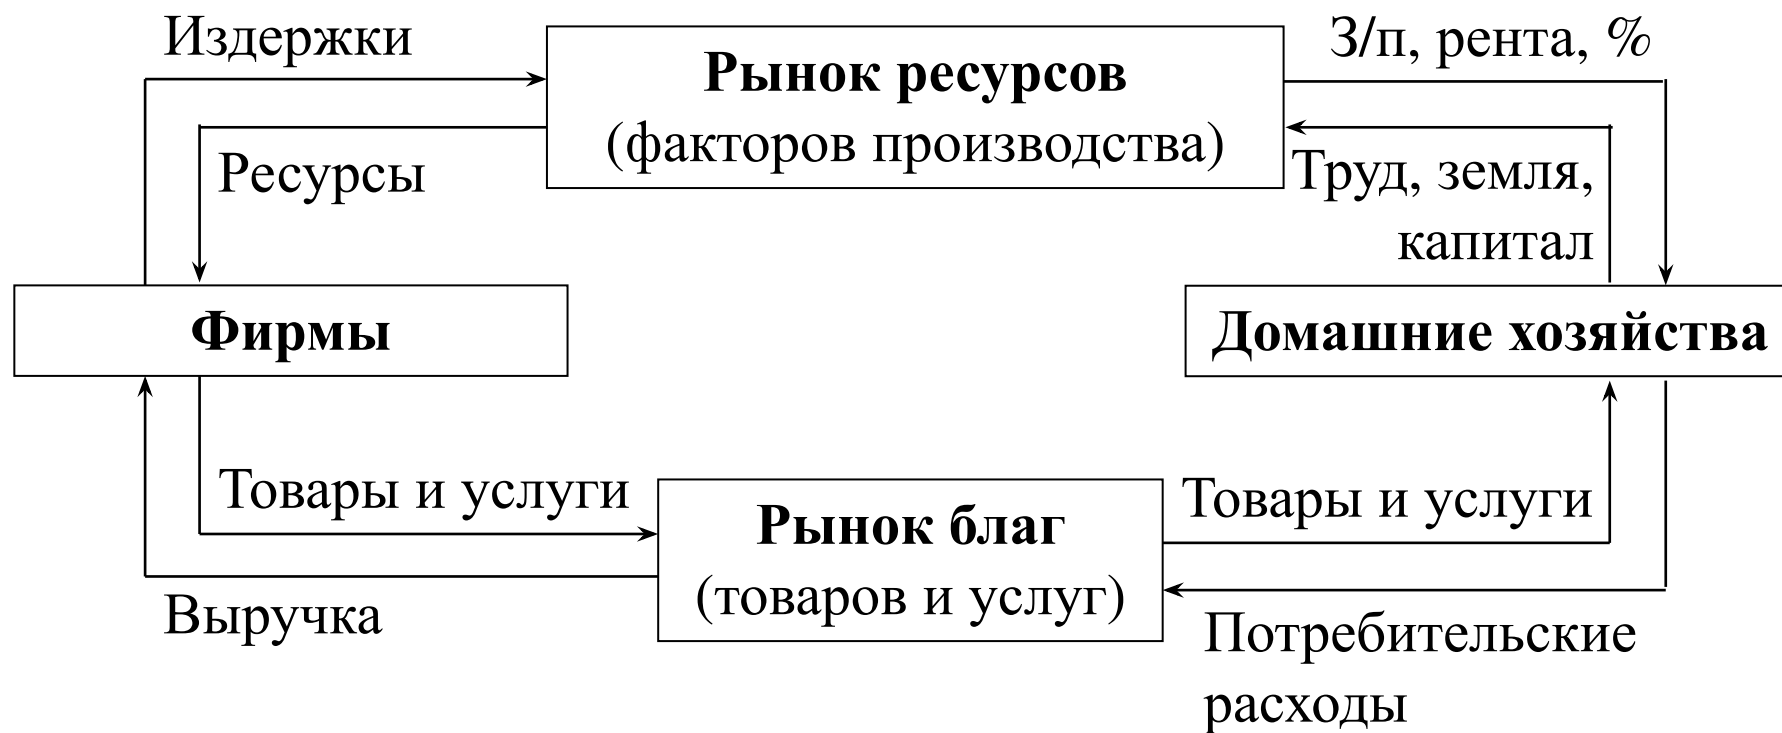 Издержки
Рынок ресурсов
(факторов производства)
З/п, рента, %
Ресурсы
Труд, земля,
капитал
Фирмы
Домашние хозяйства
Товары и услуги
Рынок благ
(товаров и услуг)
Товары и услуги
Выручка
Потребительские
расходы